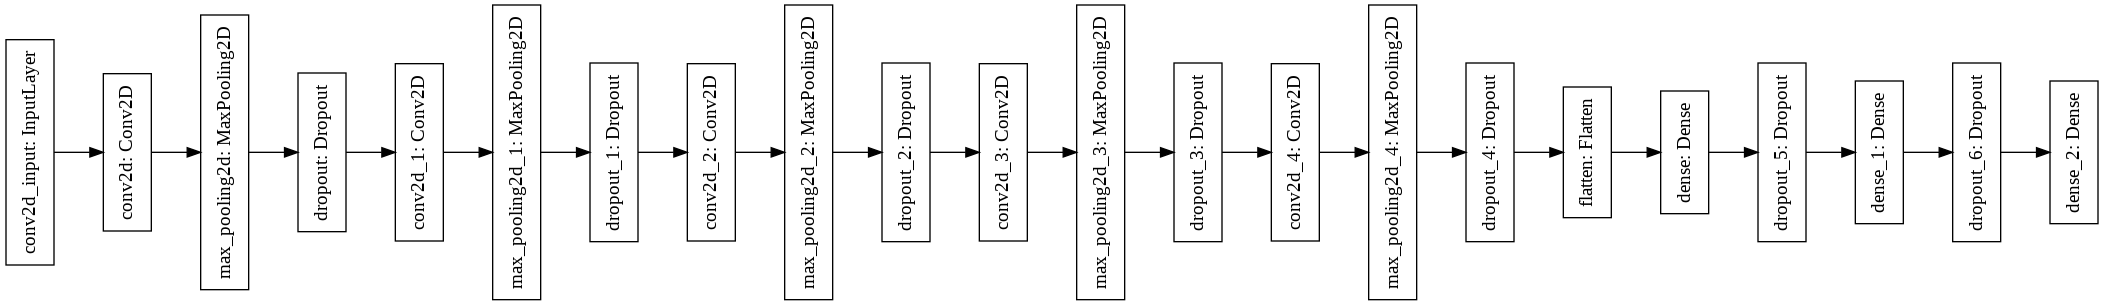 conv2d_input: InputLayer
conv2d: Conv2D
max_pooling2d: MaxPooling2D
dropout: Dropout
conv2d_1: Conv2D
max_pooling2d_1: MaxPooling2D
dropout_1: Dropout
conv2d_2: Conv2D
max_pooling2d_2: MaxPooling2D
dropout_2: Dropout
conv2d_3: Conv2D
max_pooling2d_3: MaxPooling2D
dropout_3: Dropout
conv2d_4: Conv2D
max_pooling2d_4: MaxPooling2D
dropout_4: Dropout
flatten: Flatten
dense: Dense
dropout_5: Dropout
dense_1: Dense
dropout_6: Dropout
dense_2: Dense